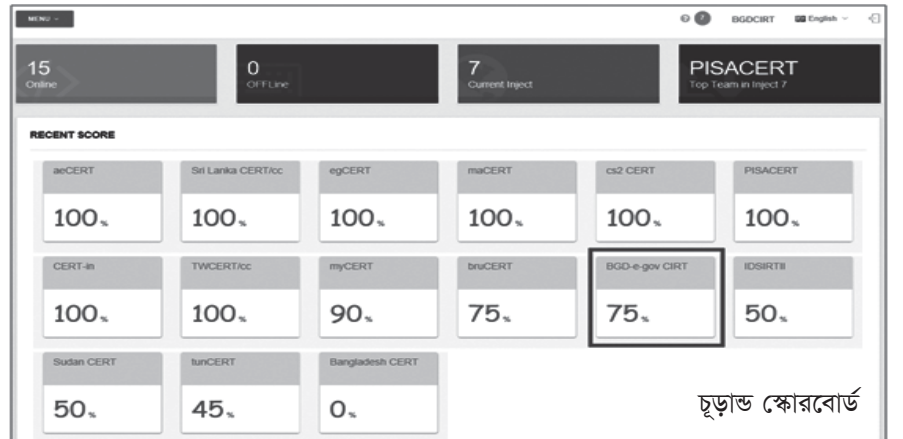 MENU
? 7 BGDCIRT English
15 0 7 PISACERT
Online OFFLine Current Inject Top Team in Inject 7
RECENT SCORE
aeCERT Sri Lanka CERT/cc egCERT maCERT cs2 CERT PISACERT
100% 100% 100% 100% 100% 100%
CERT-in TWCERT/cc myCERT bruCERT BGD-e-gov CIRT IDSIRTII
100% 100% 90% 75% 75% 50%
Sudan CERT tunCERT Bangladesh CERT
50% 45% 0%
চূড়ান্ড স্কোরবোর্ড